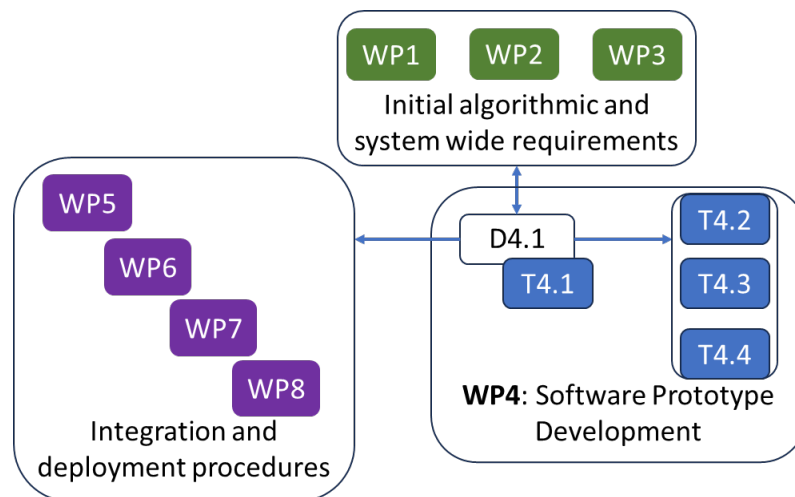 WP1 WP2 WP3
Initial algorithmic and
system wide requirements
WP5
WP6
WP7
WP8
Integration and
deployment procedures
D4.1
T4.1
T4.2
T4.3
T4.4
WP4: Software Prototype
Development